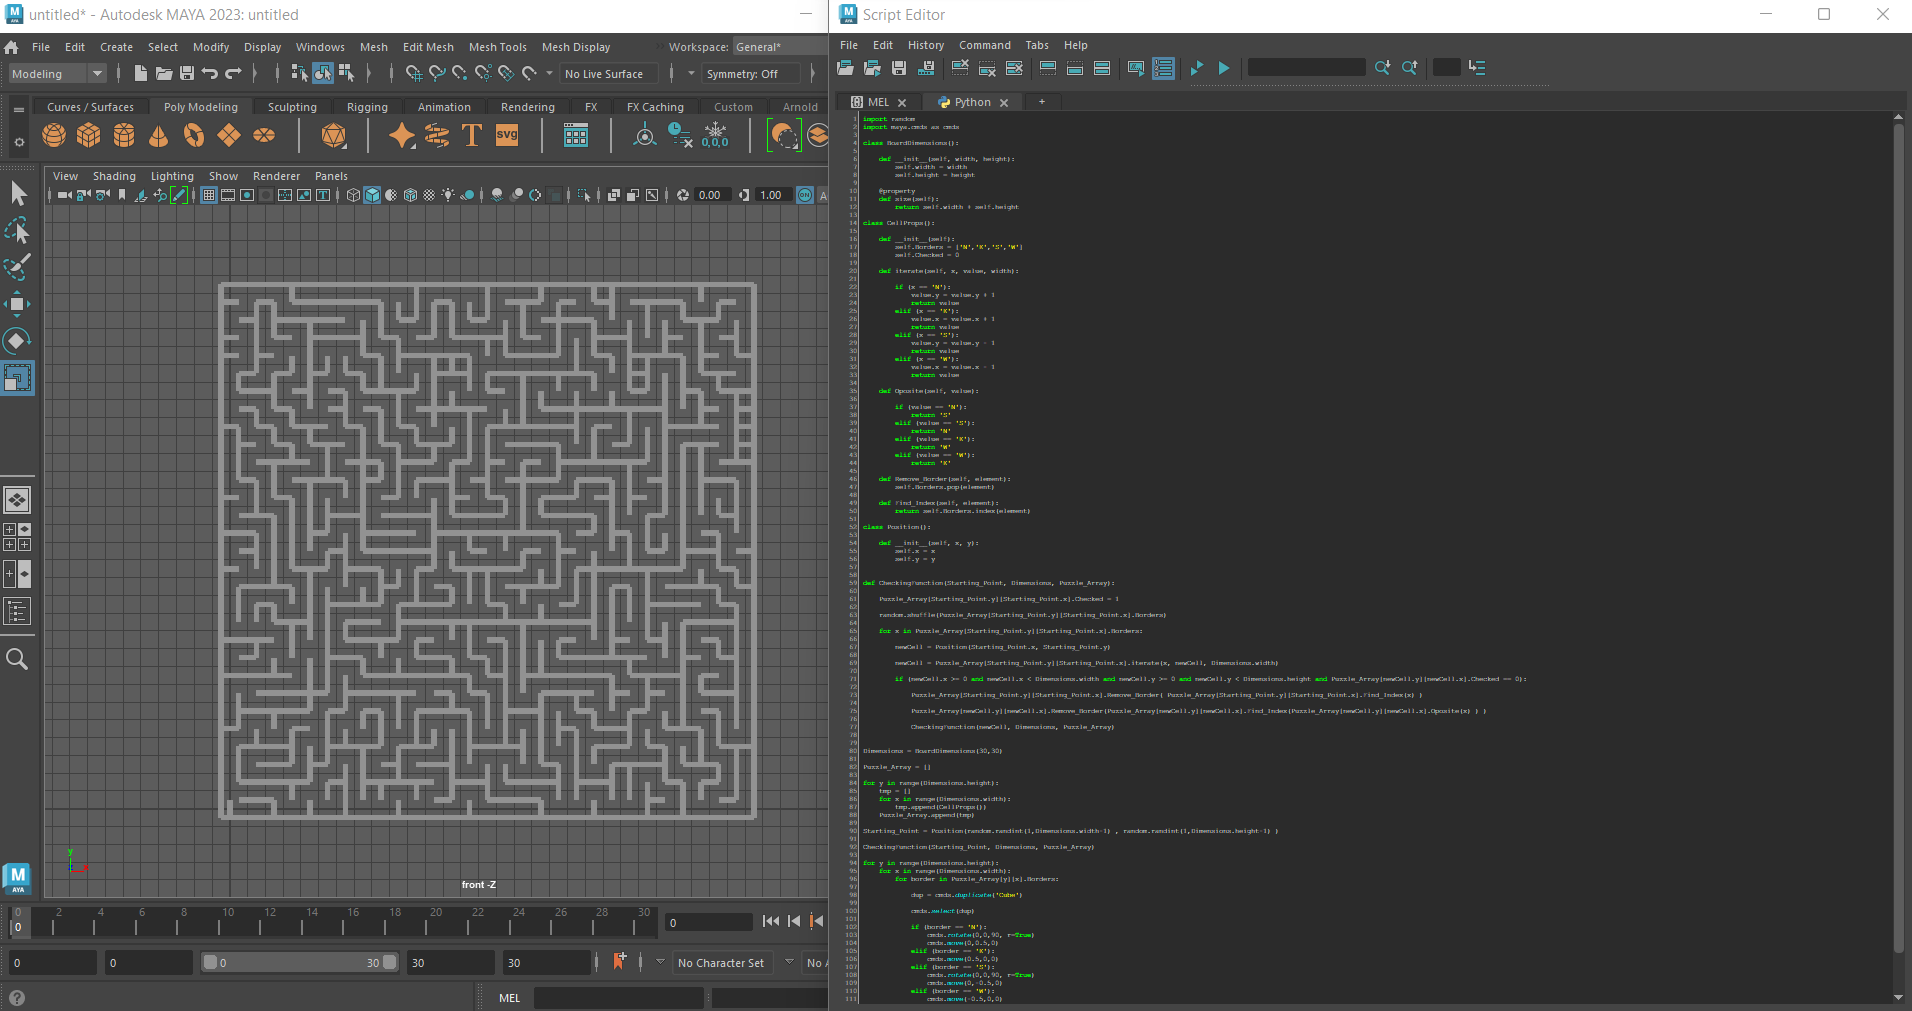 untitled* - Autodesk MAYA 2023: untitled
File Edit Create Select Modify Display Windows Mesh Edit Mesh Mesh Tools Mesh Display Workspace: General*
Modeling No Live Surface Symmetry: Off
Curves / Surfaces Poly Modeling Sculpting Rigging Animation Rendering FX FX Caching Custom Arnold
svg 0,0,0
View Shading Lighting Show Renderer Panels
0.00 1.00
y
front -Z
0 2 4 6 8 10 12 14 16 18 20 22 24 26 28 30
0 0
0 0 0 30 30 30 No Character Set
MEL
Script Editor
File Edit History Command Tabs Help
MEL Python +
import random
import maya.cmds as cmds
class BoardDimensions():
def __init__(self, width, height):
self.width = width
self.height = height
@property
def size(self):
return self.width * self.height
class CellProps():
def __init__(self):
self.Borders = ['N','K','S','W']
self.Checked = 0
def iterate(self, x, value, width):
if (x == 'N'):
value.y = value.y + 1
return value
elif (x == 'K'):
value.x = value.x + 1
return value
elif (x == 'S'):
value.y = value.y - 1
return value
elif (x == 'W'):
value.x = value.x - 1
return value
def Oposite(self, value):
if (value == 'N'):
return 'S'
elif (value == 'S'):
return 'N'
elif (value == 'K'):
return 'W'
elif (value == 'W'):
return 'K'
def Remove_Border(self, element):
self.Borders.pop(element)
def Find_Index(self, element):
return self.Borders.index(element)
class Position():
def __init__(self, x, y):
self.x = x
self.y = y
def CheckingFunction(Starting_Point, Dimensions, Puzzle_Array):
Puzzle_Array[Starting_Point.y][Starting_Point.x].Checked = 1
random.shuffle(Puzzle_Array[Starting_Point.y][Starting_Point.x].Borders)
for x in Puzzle_Array[Starting_Point.y][Starting_Point.x].Borders:
newCell = Position(Starting_Point.x, Starting_Point.y)
newCell = Puzzle_Array[Starting_Point.y][Starting_Point.x].iterate(x, newCell, Dimensions.width)
if (newCell.x >= 0 and newCell.x < Dimensions.width and newCell.y >= 0 and newCell.y < Dimensions.height and Puzzle_Array[newCell.y][newCell.x].Checked == 0):
Puzzle_Array[Starting_Point.y][Starting_Point.x].Remove_Border( Puzzle_Array[Starting_Point.y][Starting_Point.x].Find_Index(x) )
Puzzle_Array[newCell.y][newCell.x].Remove_Border(Puzzle_Array[newCell.y][newCell.x].Find_Index(Puzzle_Array[newCell.y][newCell.x].Oposite(x) ) )
CheckingFunction(newCell, Dimensions, Puzzle_Array)
Dimensions = BoardDimensions(30,30)
Puzzle_Array = []
for y in range(Dimensions.height):
tmp = []
for x in range(Dimensions.width):
tmp.append(CellProps())
Puzzle_Array.append(tmp)
Starting_Point = Position(random.randint(1,Dimensions.width-1) , random.randint(1,Dimensions.height-1) )
CheckingFunction(Starting_Point, Dimensions, Puzzle_Array)
for y in range(Dimensions.height):
for x in range(Dimensions.width):
for border in Puzzle_Array[y][x].Borders:
dup = cmds.duplicate('Cube')
cmds.select(dup)
if (border == 'N'):
cmds.rotate(0,0,90, r=True)
cmds.move(0,0.5,0)
elif (border == 'K'):
cmds.move(0.5,0,0)
elif (border == 'S'):
cmds.rotate(0,0,90, r=True)
cmds.move(0,-0.5,0)
elif (border == 'W'):
cmds.move(-0.5,0,0)